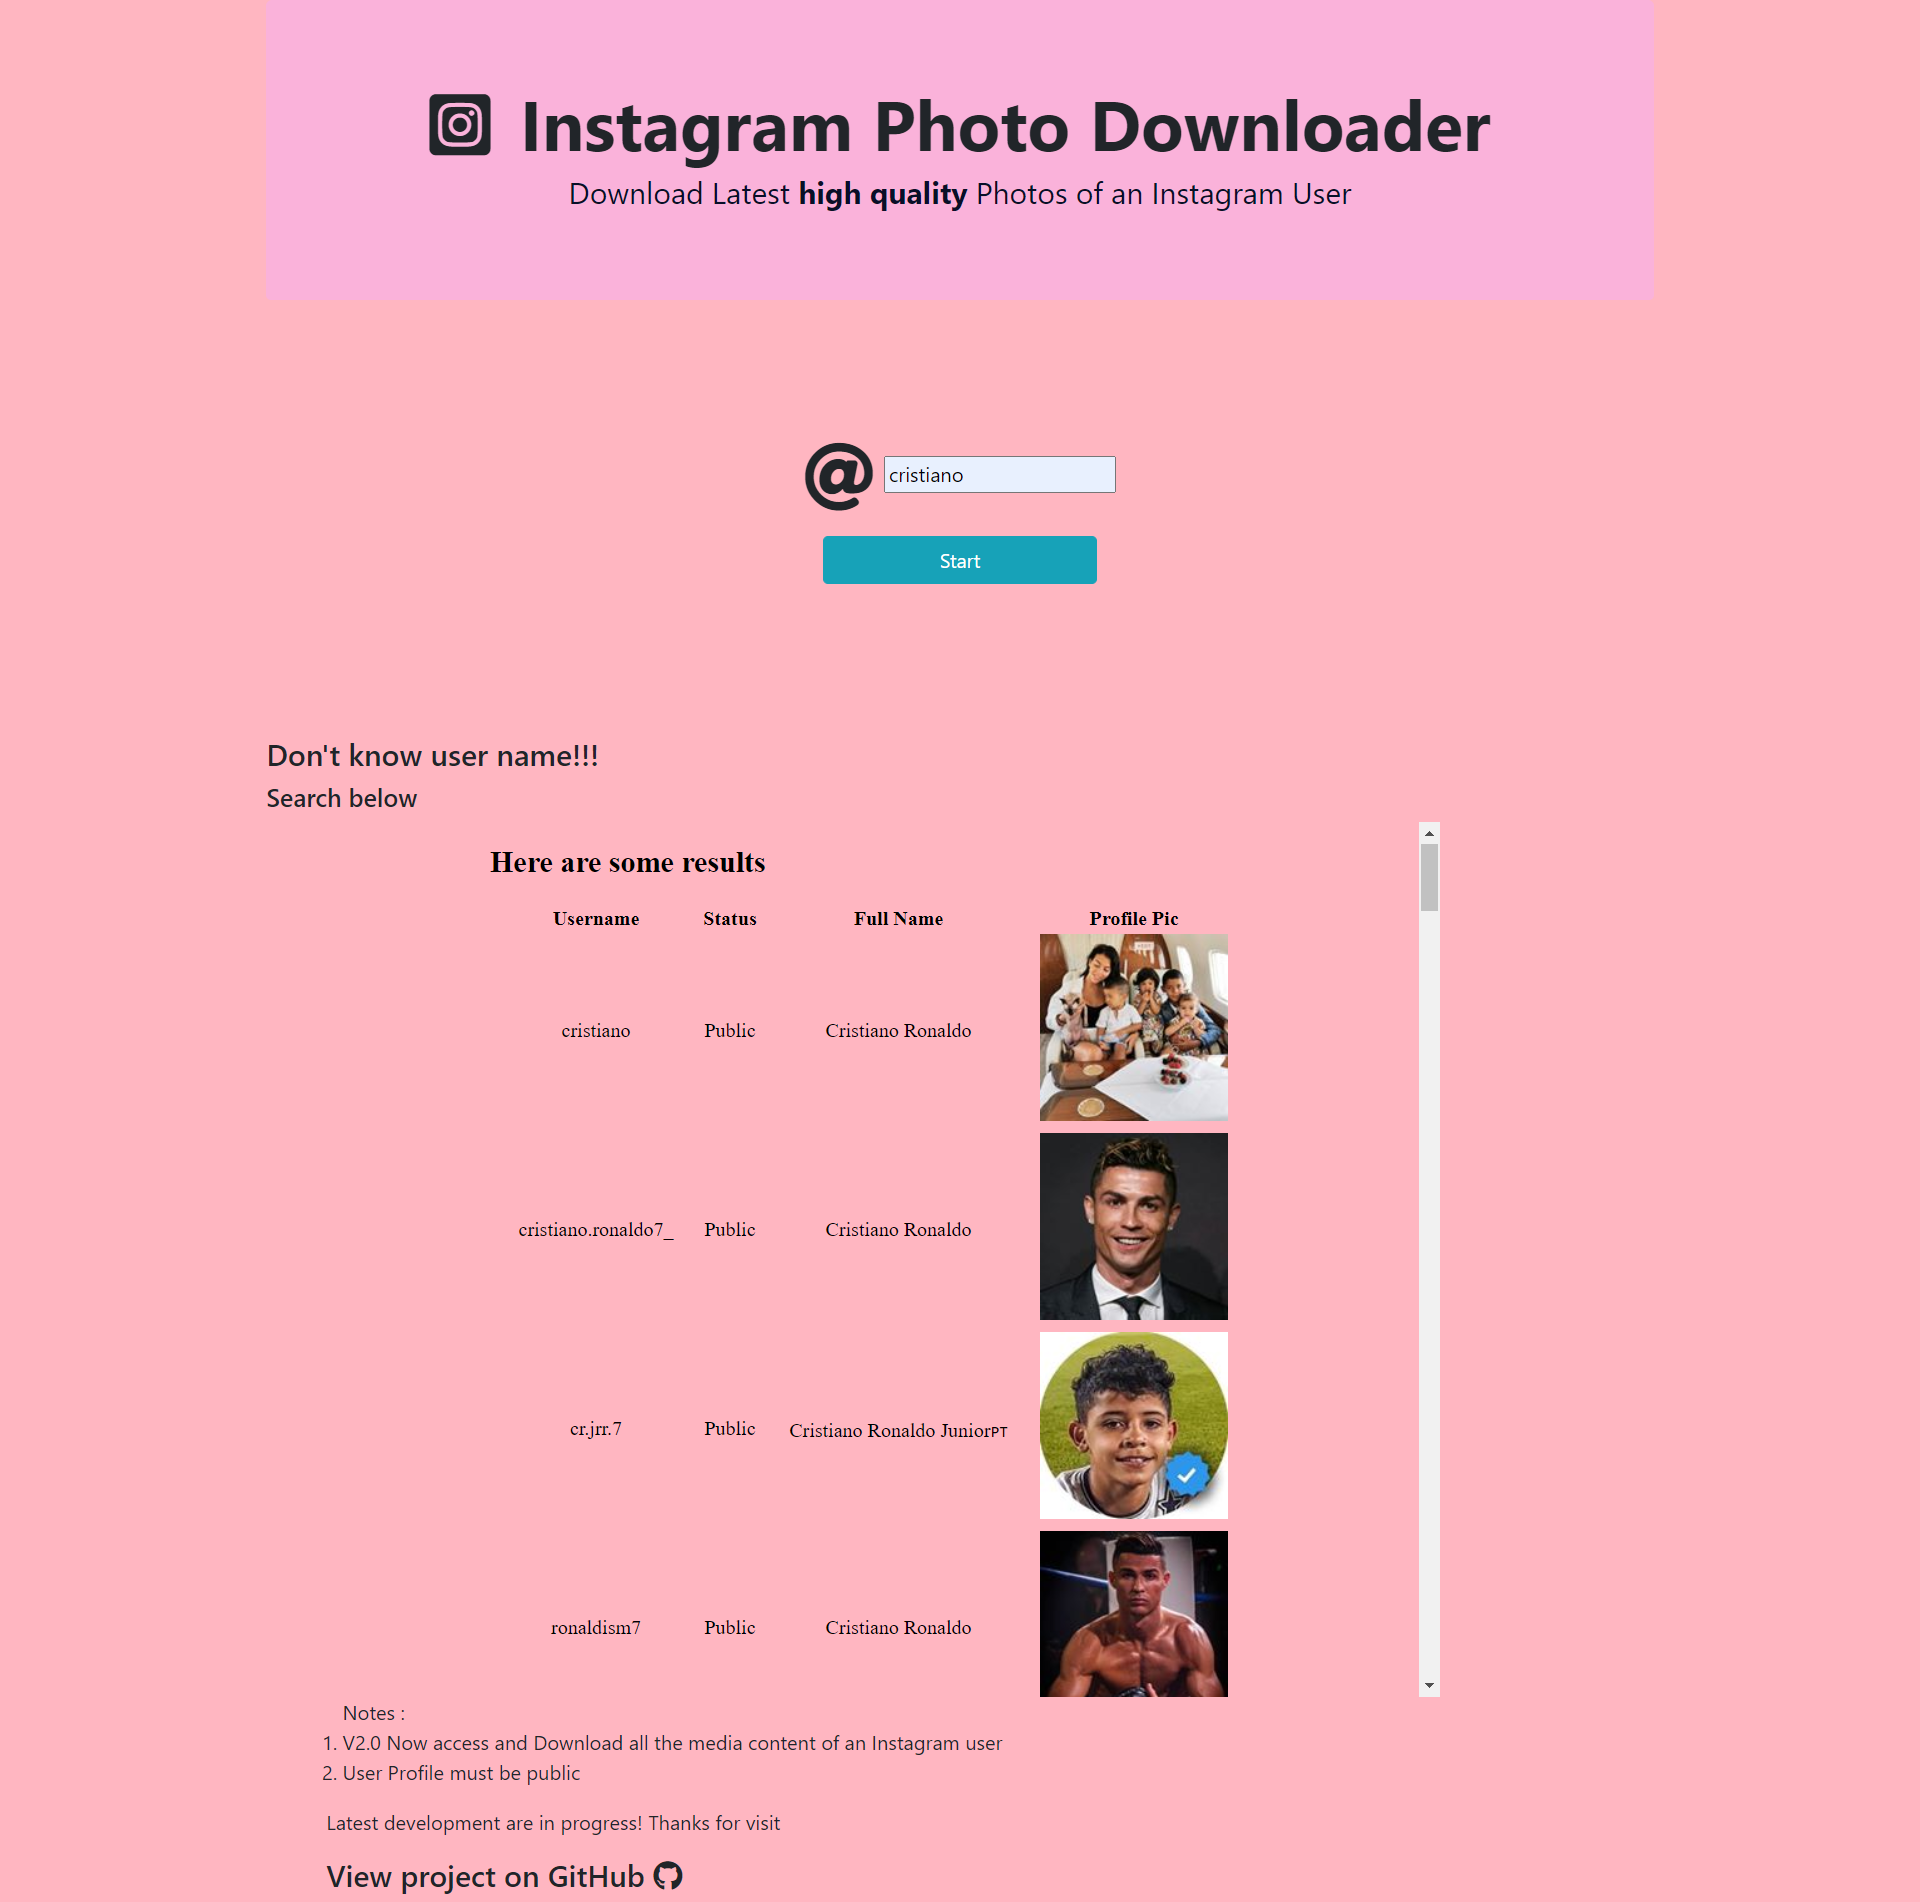 Instagram Photo Downloader
Download Latest high quality Photos of an Instagram User
@ cristiano
Start
Don't know user name!!!
Search below
Here are some results
Username Status Full Name Profile Pic
cristiano Public Cristiano Ronaldo
cristiano.ronaldo7_ Public Cristiano Ronaldo
cr.jrr.7 Public Cristiano Ronaldo JuniorPT
ronaldism7 Public Cristiano Ronaldo
Notes :
1. V2.0 Now access and Download all the media content of an Instagram user
2. User Profile must be public
Latest development are in progress! Thanks for visit
View project on GitHub